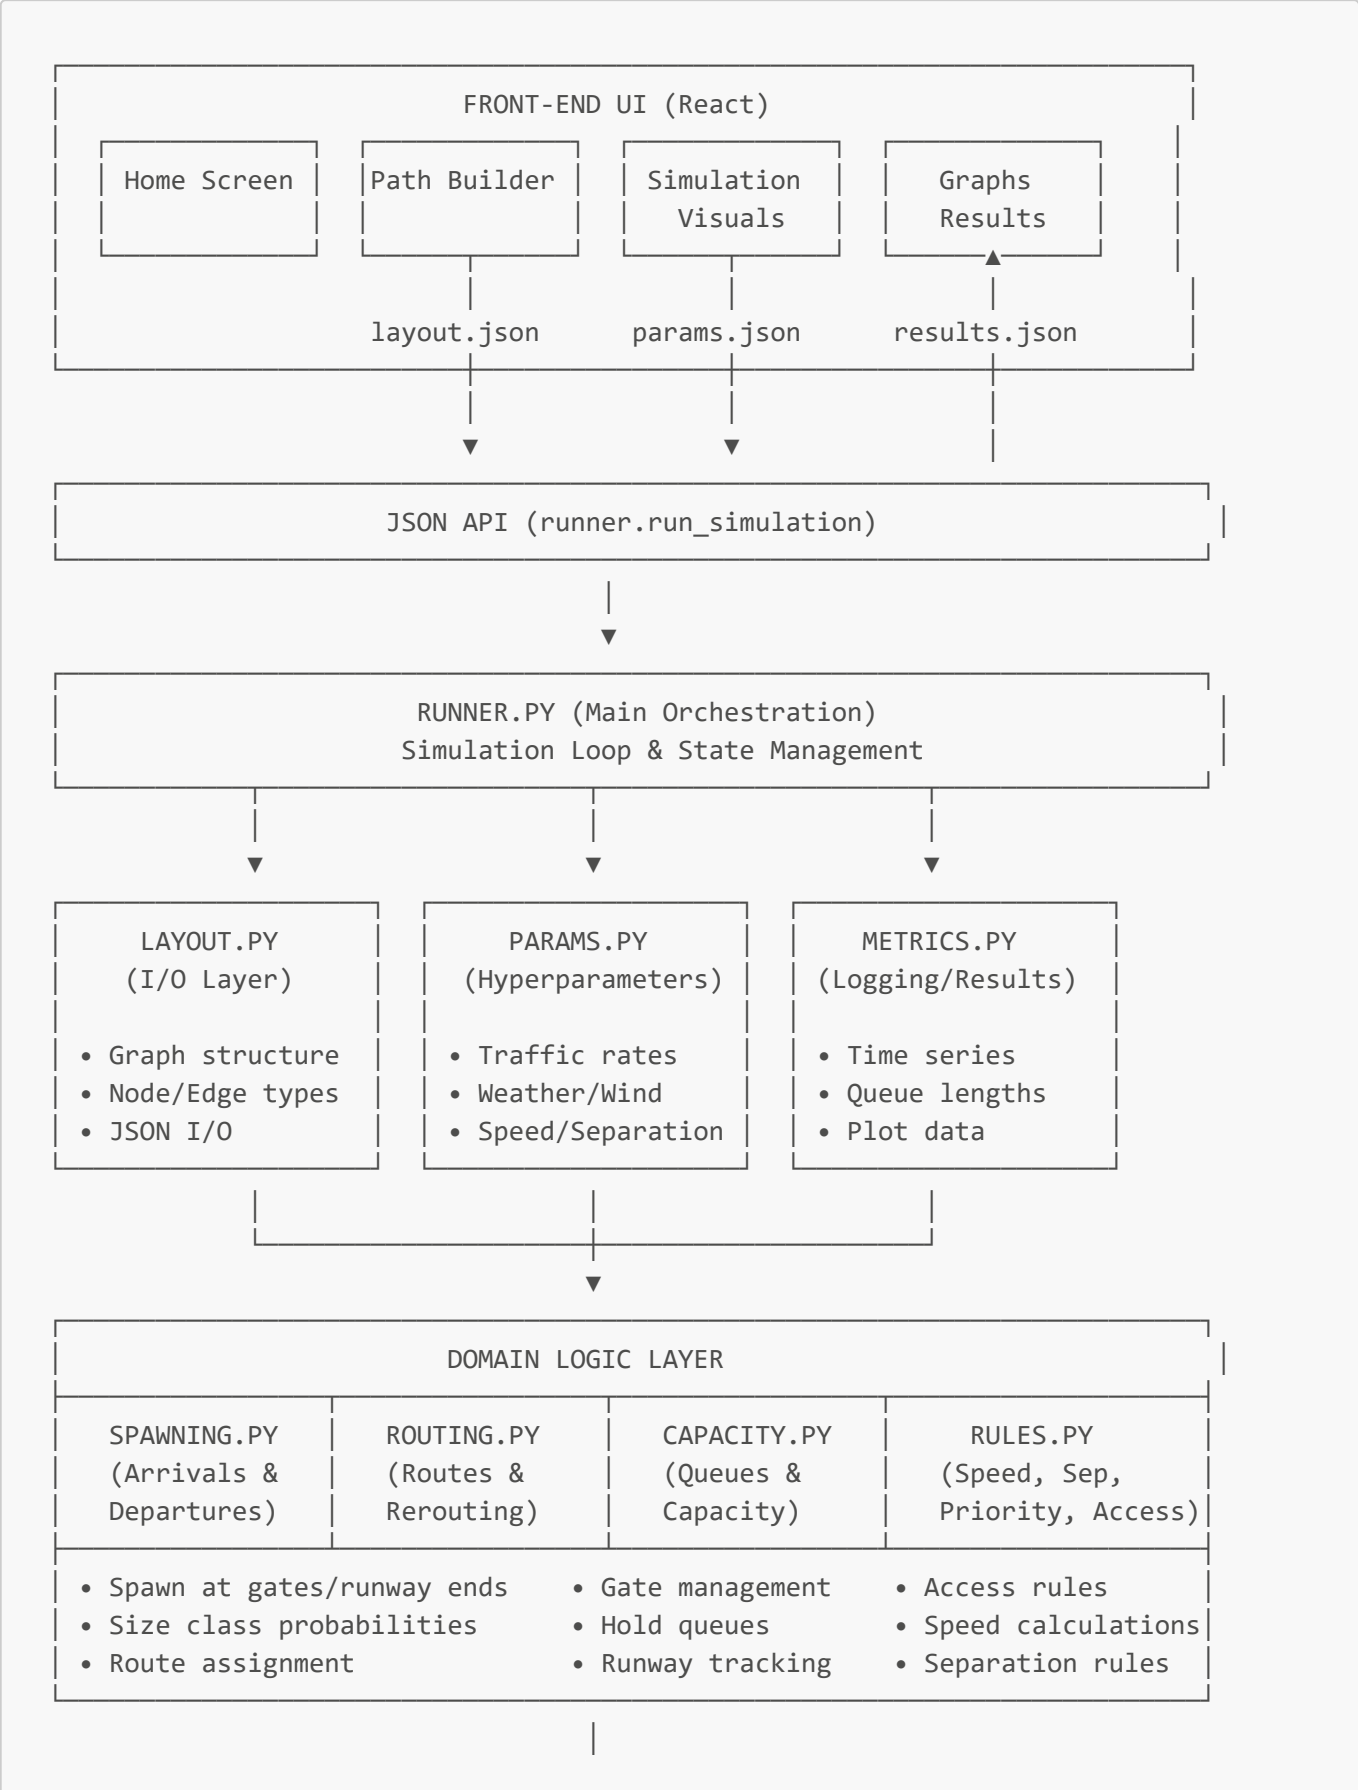 FRONT-END UI (React)
Home Screen Path Builder Simulation Graphs
Visuals Results
layout.json params.json results.json
JSON API (runner.run_simulation)
RUNNER.PY (Main Orchestration)
Simulation Loop & State Management
LAYOUT.PY PARAMS.PY METRICS.PY
(I/O Layer) (Hyperparameters) (Logging/Results)
• Graph structure • Traffic rates • Time series
• Node/Edge types • Weather/Wind • Queue lengths
• JSON I/O • Speed/Separation • Plot data
DOMAIN LOGIC LAYER
SPAWNING.PY ROUTING.PY CAPACITY.PY RULES.PY
(Arrivals & (Routes & (Queues & (Speed, Sep,
Departures) Rerouting) Capacity) Priority, Access)
• Spawn at gates/runway ends • Gate management • Access rules
• Size class probabilities • Hold queues • Speed calculations
• Route assignment • Runway tracking • Separation rules